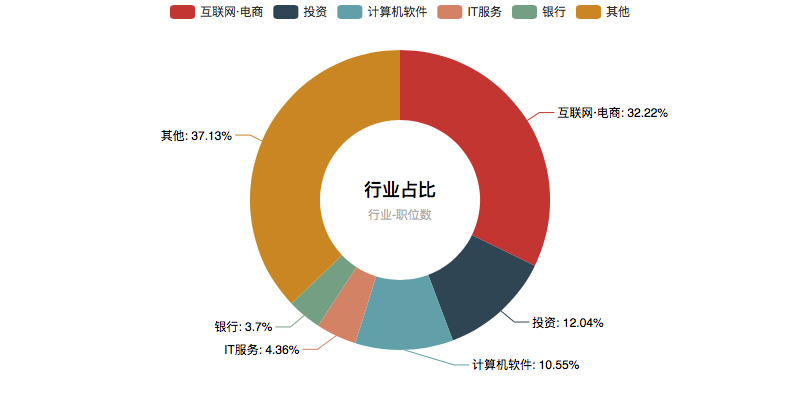 互联网·电商 投资 计算机软件 IT服务 银行 其他
互联网·电商: 32.22%
其他: 37.13%
行业占比
行业-职位数
投资: 12.04%
银行: 3.7%
IT服务: 4.36%
计算机软件: 10.55%